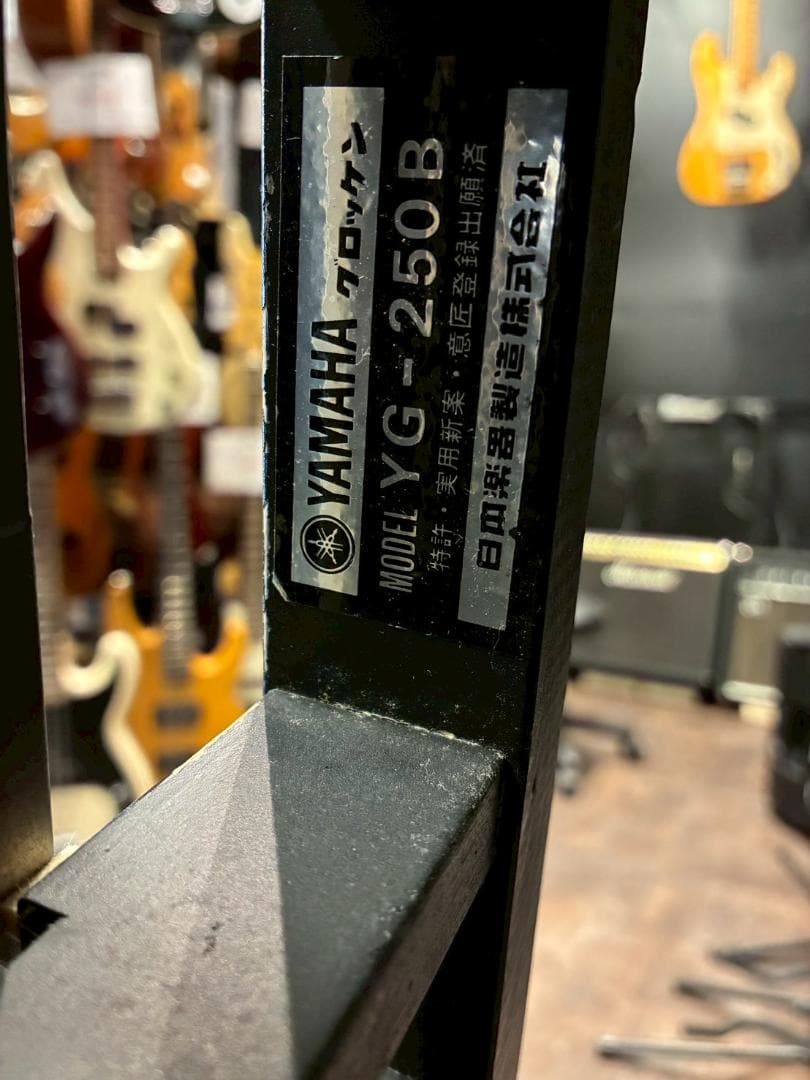 YAMAHA グロッケン
MODEL YG-250B
特許・実用新案・意匠登録出願済
日本楽器製造株式会社